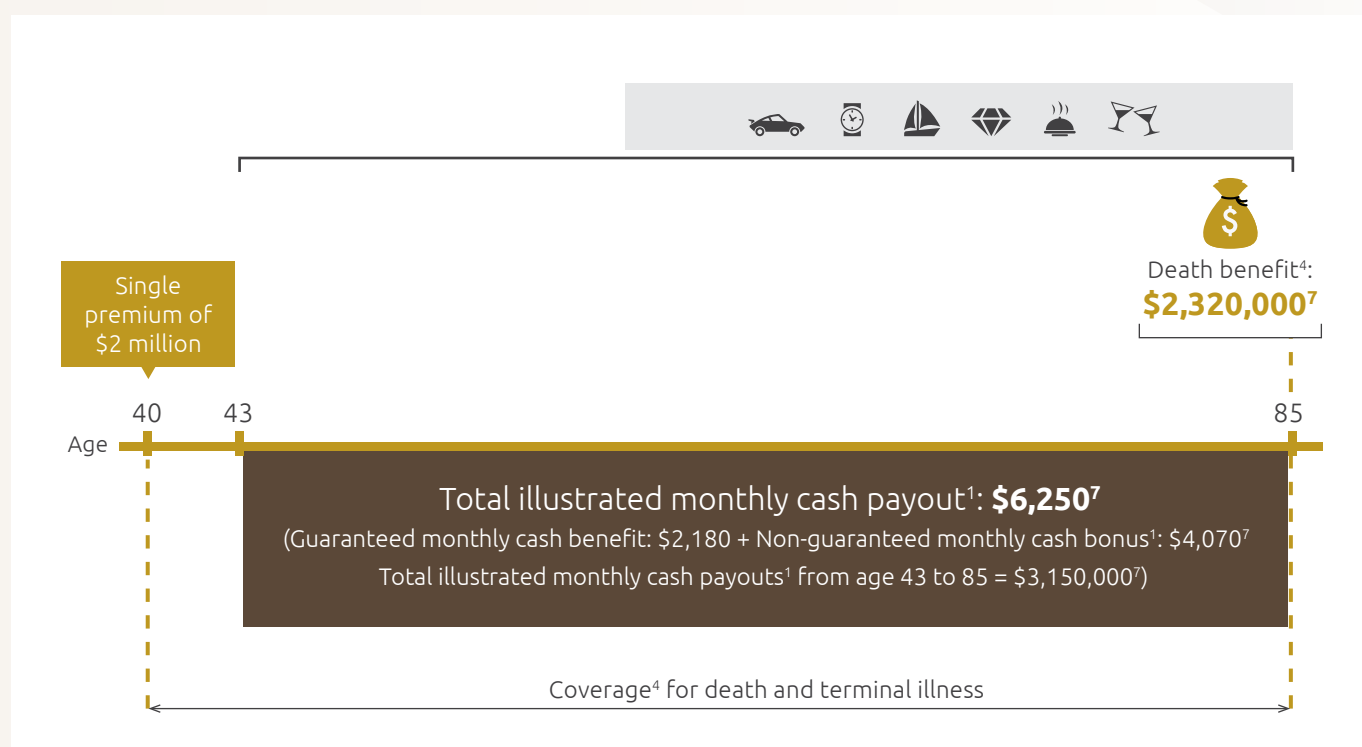 Single
premium of
$2 million
$
Death benefit⁴:
$2,320,000⁷
40
43
85
Age
Total illustrated monthly cash payout¹: $6,250⁷
(Guaranteed monthly cash benefit: $2,180 + Non-guaranteed monthly cash bonus¹: $4,070⁷
Total illustrated monthly cash payouts¹ from age 43 to 85 = $3,150,000⁷)
Coverage⁴ for death and terminal illness